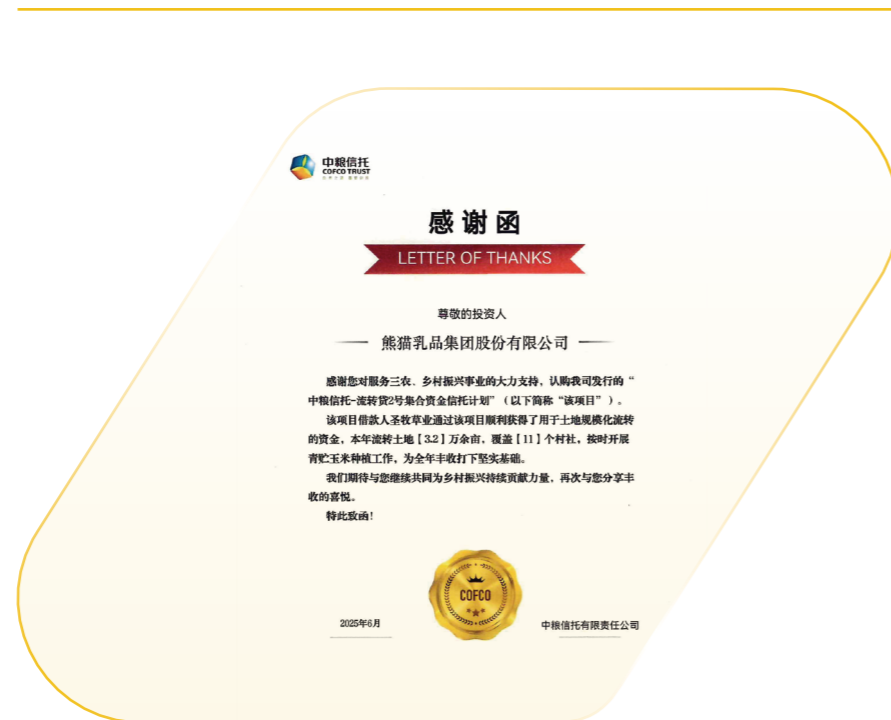 中粮信托
COFCO TRUST
感谢函
LETTER OF THANKS
尊敬的投资人
熊猫乳品集团股份有限公司
感谢您对服务三农、乡村振兴事业的大力支持，认购我司发行的“
中粮信托-流转贷2号集合资金信托计划”（以下简称“该项目”）。
该项目借款人圣牧草业通过该项目顺利获得了用于土地规模化流转
的资金，本年流转土地【3.2】万余亩，覆盖【11】个村社，按时开展
青贮玉米种植工作，为全年丰收打下坚实基础。
我们期待与您继续共同为乡村振兴持续贡献力量，再次与您分享丰
收的喜悦。
特此致函！
COFCO
2025年6月
中粮信托有限责任公司